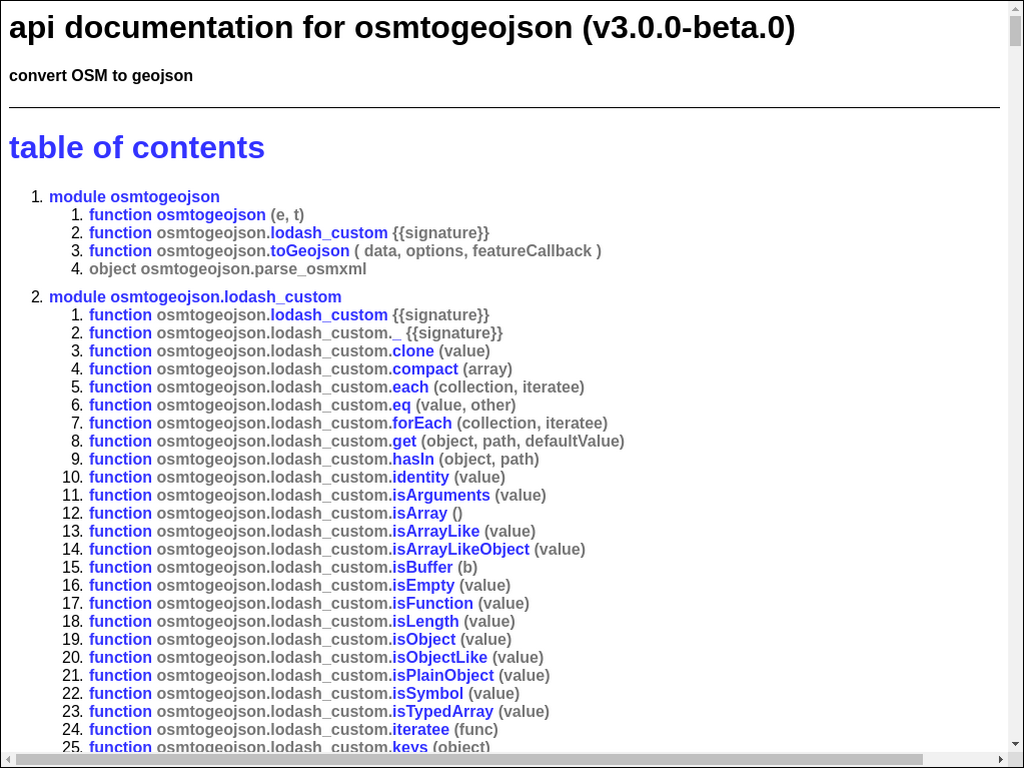 api documentation for osmtogeojson (v3.0.0-beta.0)
convert OSM to geojson
table of contents
1. module osmtogeojson
1. function osmtogeojson (e, t)
2. function osmtogeojson.lodash_custom {{signature}}
3. function osmtogeojson.toGeojson ( data, options, featureCallback )
4. object osmtogeojson.parse_osmxml
2. module osmtogeojson.lodash_custom
1. function osmtogeojson.lodash_custom {{signature}}
2. function osmtogeojson.lodash_custom._ {{signature}}
3. function osmtogeojson.lodash_custom.clone (value)
4. function osmtogeojson.lodash_custom.compact (array)
5. function osmtogeojson.lodash_custom.each (collection, iteratee)
6. function osmtogeojson.lodash_custom.eq (value, other)
7. function osmtogeojson.lodash_custom.forEach (collection, iteratee)
8. function osmtogeojson.lodash_custom.get (object, path, defaultValue)
9. function osmtogeojson.lodash_custom.hasIn (object, path)
10. function osmtogeojson.lodash_custom.identity (value)
11. function osmtogeojson.lodash_custom.isArguments (value)
12. function osmtogeojson.lodash_custom.isArray ()
13. function osmtogeojson.lodash_custom.isArrayLike (value)
14. function osmtogeojson.lodash_custom.isArrayLikeObject (value)
15. function osmtogeojson.lodash_custom.isBuffer (b)
16. function osmtogeojson.lodash_custom.isEmpty (value)
17. function osmtogeojson.lodash_custom.isFunction (value)
18. function osmtogeojson.lodash_custom.isLength (value)
19. function osmtogeojson.lodash_custom.isObject (value)
20. function osmtogeojson.lodash_custom.isObjectLike (value)
21. function osmtogeojson.lodash_custom.isPlainObject (value)
22. function osmtogeojson.lodash_custom.isSymbol (value)
23. function osmtogeojson.lodash_custom.isTypedArray (value)
24. function osmtogeojson.lodash_custom.iteratee (func)
25. function osmtogeojson.lodash_custom.keys (object)